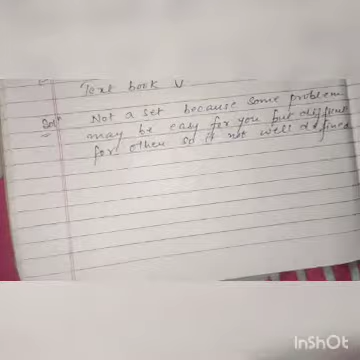 Text book V
Solⁿ Not a set because some problem
may be easy for you but difficult
for other so it not well defined
InShOt